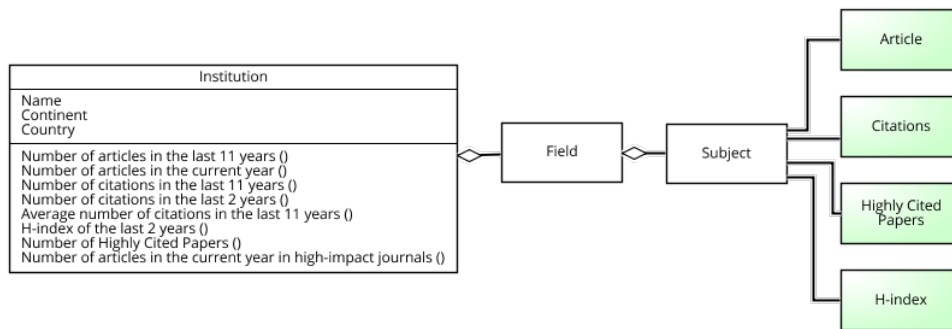 Institution
Name
Continent
Country
Number of articles in the last 11 years ()
Number of articles in the current year ()
Number of citations in the last 11 years ()
Number of citations in the last 2 years ()
Average number of citations in the last 11 years ()
H-index of the last 2 years ()
Number of Highly Cited Papers ()
Number of articles in the current year in high-impact journals ()
Field
Subject
Article
Citations
Highly Cited
Papers
H-index